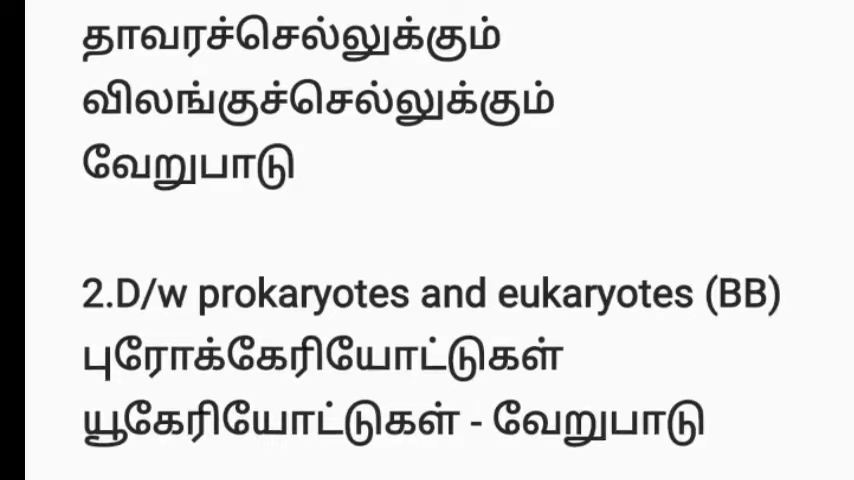 தாவரச்செல்லுக்கும்
விலங்குச்செல்லுக்கும்
வேறுபாடு
2.D/w prokaryotes and eukaryotes (BB)
புரோக்கேரியோட்டுகள்
யூகேரியோட்டுகள் - வேறுபாடு